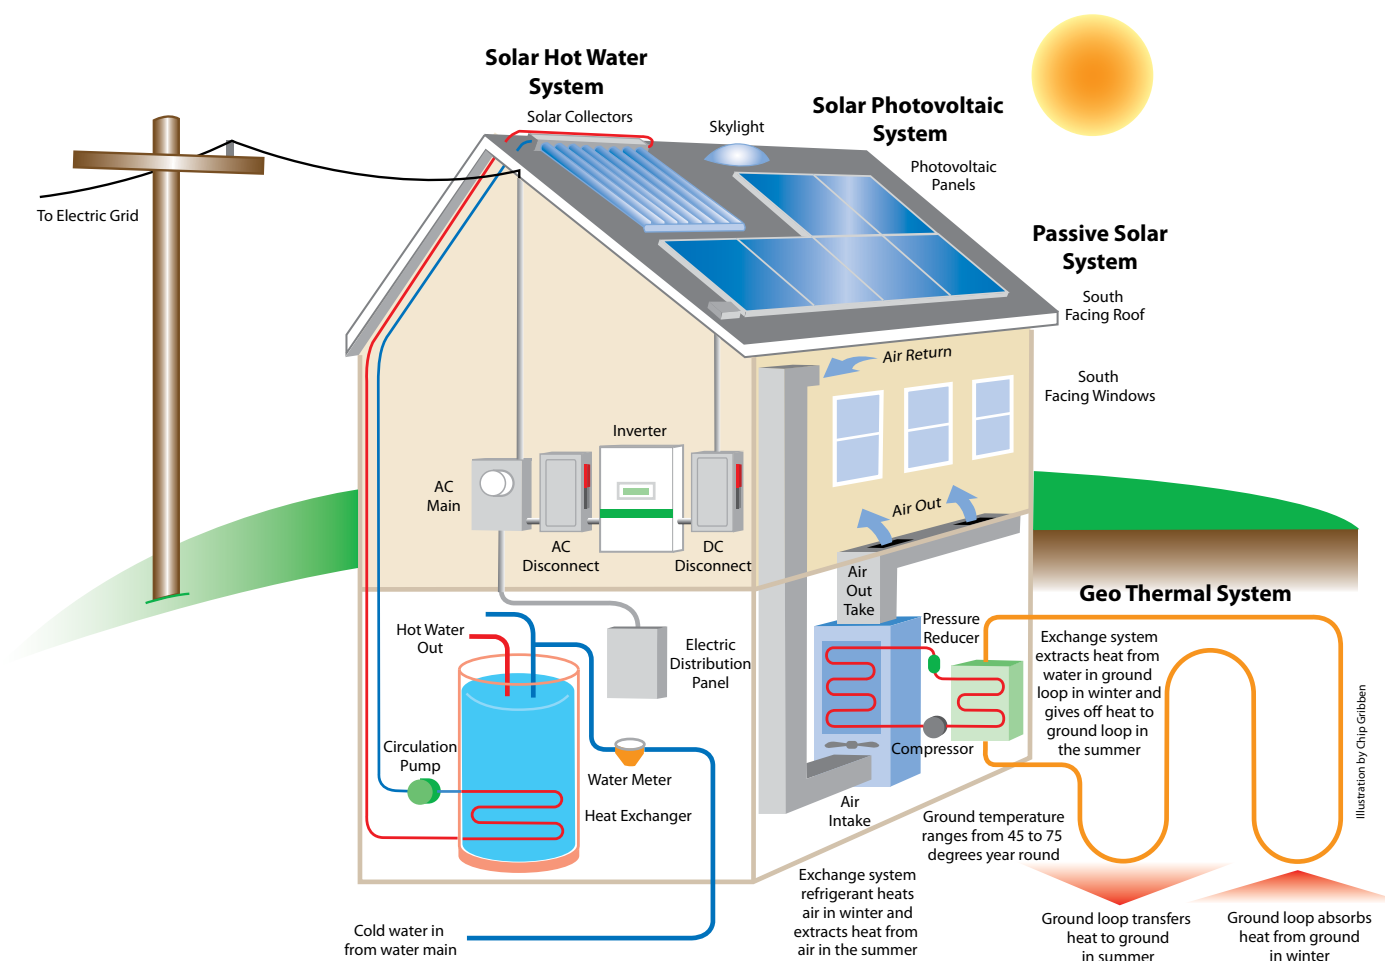 Solar Hot Water
System
Solar Collectors
Skylight
Solar Photovoltaic
System
Photovoltaic
Panels
To Electric Grid
Passive Solar
System
South
Facing Roof
South
Facing Windows
Air Return
Inverter
AC
Main
AC
Disconnect
DC
Disconnect
Air Out
Air
Out
Take
Geo Thermal System
Pressure
Reducer
Exchange system
extracts heat from
water in ground
loop in winter and
gives off heat to
ground loop in
the summer
Hot Water
Out
Electric
Distribution
Panel
Circulation
Pump
Water Meter
Heat Exchanger
Compressor
Air
Intake
Ground temperature
ranges from 45 to 75
degrees year round
Exchange system
refrigerant heats
air in winter and
extracts heat from
air in the summer
Cold water in
from water main
Ground loop transfers
heat to ground
in summer
Ground loop absorbs
heat from ground
in winter
Illustration by Chip Gribben